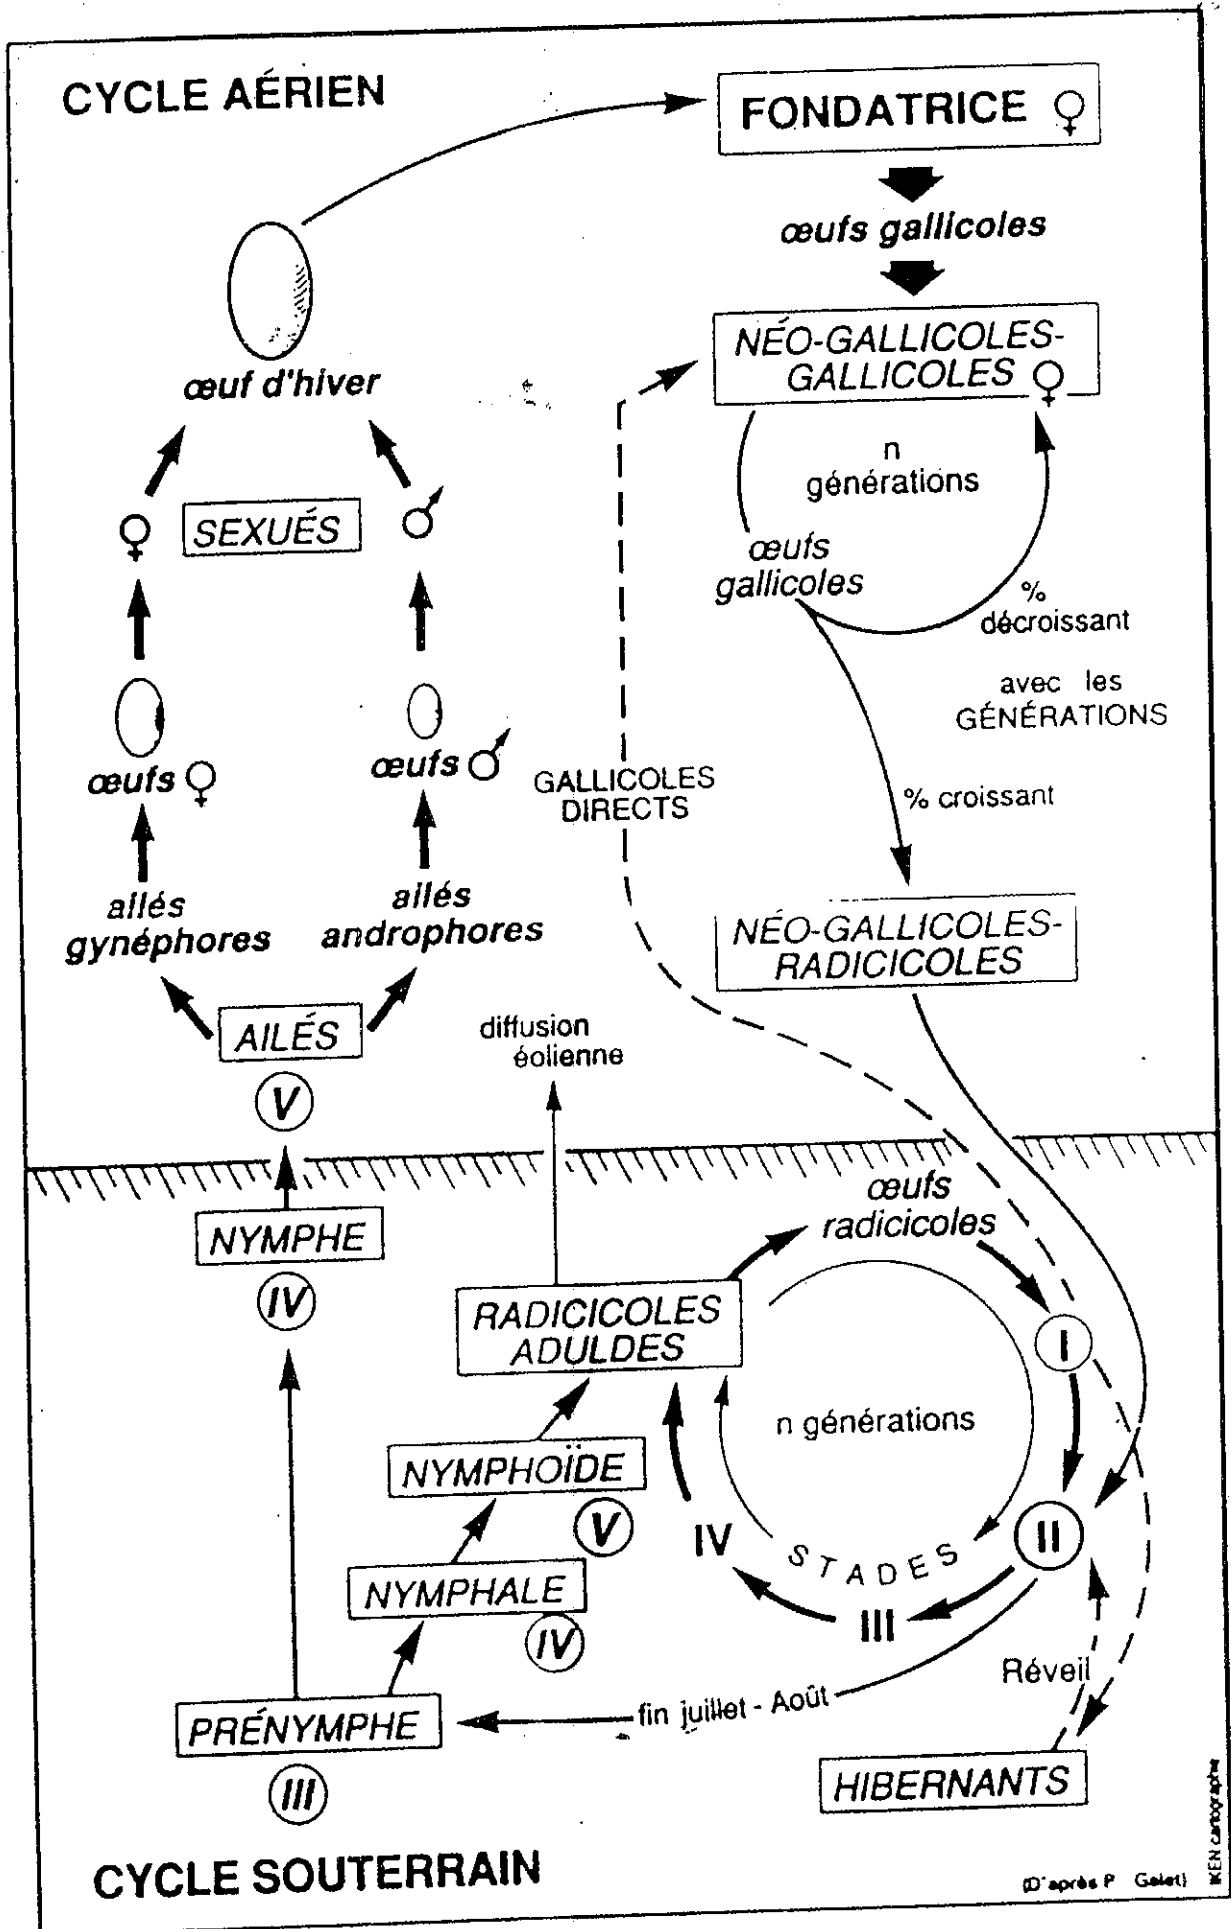 CYCLE AÉRIEN
FONDATRICE ♀
œufs gallicoles
NÉO-GALLICOLES-
GALLICOLES ♀
œuf d'hiver
n
générations
♀
SEXUÉS
♂
œufs
gallicoles
%
décroissant
avec les
GÉNÉRATIONS
œufs ♀
œufs ♂
GALLICOLES
DIRECTS
% croissant
ailés
gynéphores
ailés
androphores
NÉO-GALLICOLES-
RADICICOLES
AILÉS
V
diffusion
éolienne
NYMPHE
IV
œufs
radicicoles
RADICICOLES
ADULDES
I
n générations
NYMPHOÏDE
V
IV
STADES
II
III
NYMPHALE
IV
Réveil
fin juillet - Août
PRÉNYMPHE
III
HIBERNANTS
CYCLE SOUTERRAIN
(D'après P Galet)
IKEN cartographie